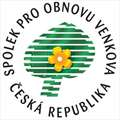 SPOLEK PRO OBNOVU VENKOVA
ČESKÁ REPUBLIKA